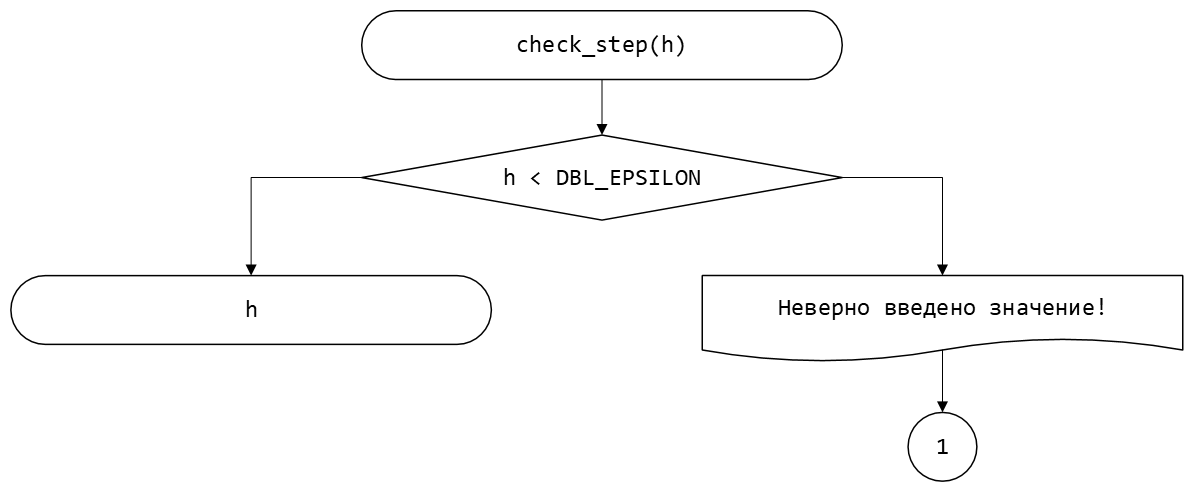 check_step(h)
h < DBL_EPSILON
h
Неверно введено значение!
1